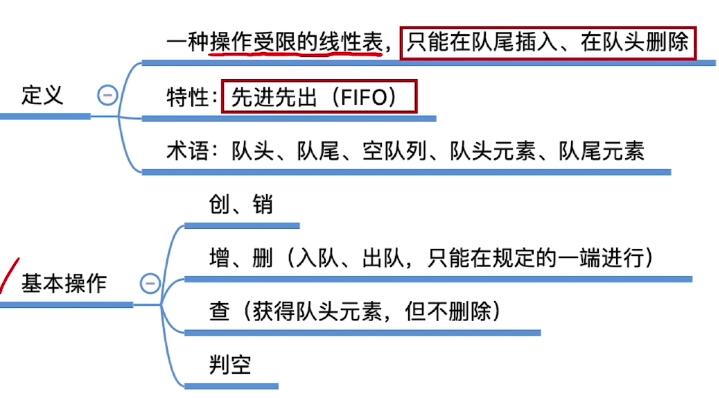 一种操作受限的线性表，只能在队尾插入、在队头删除
定义
特性：先进先出（FIFO）
术语：队头、队尾、空队列、队头元素、队尾元素
创、销
增、删（入队、出队，只能在规定的一端进行）
基本操作
查（获得队头元素，但不删除）
判空